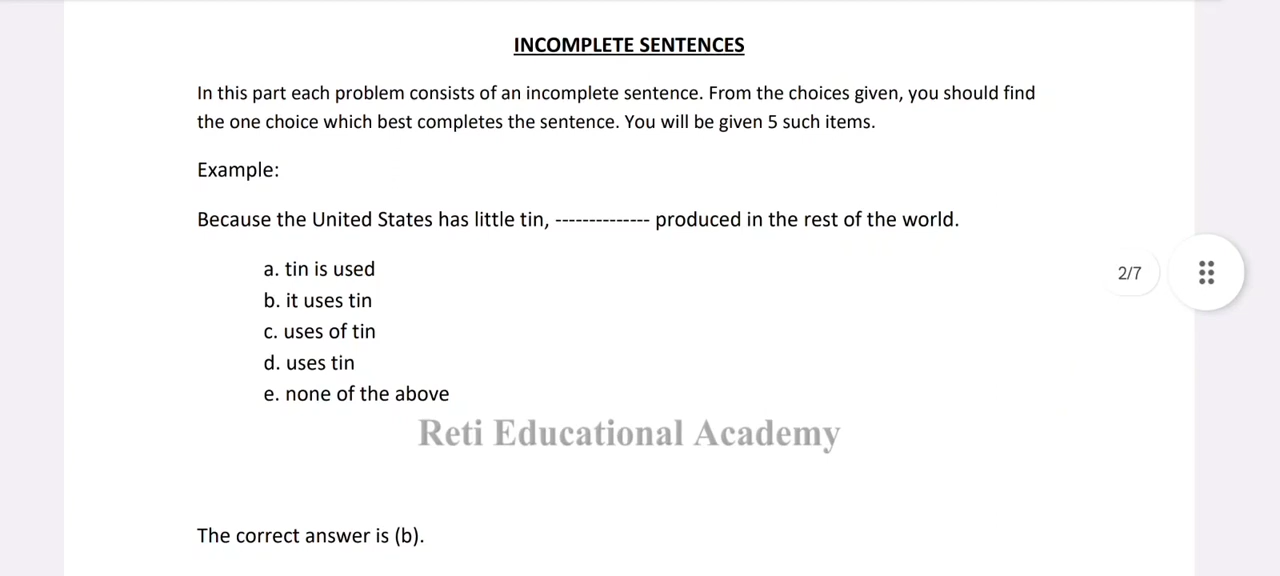 INCOMPLETE SENTENCES
In this part each problem consists of an incomplete sentence. From the choices given, you should find
the one choice which best completes the sentence. You will be given 5 such items.
Example:
Because the United States has little tin, -------------- produced in the rest of the world.
a. tin is used
b. it uses tin
c. uses of tin
d. uses tin
e. none of the above
2/7
Reti Educational Academy
The correct answer is (b).